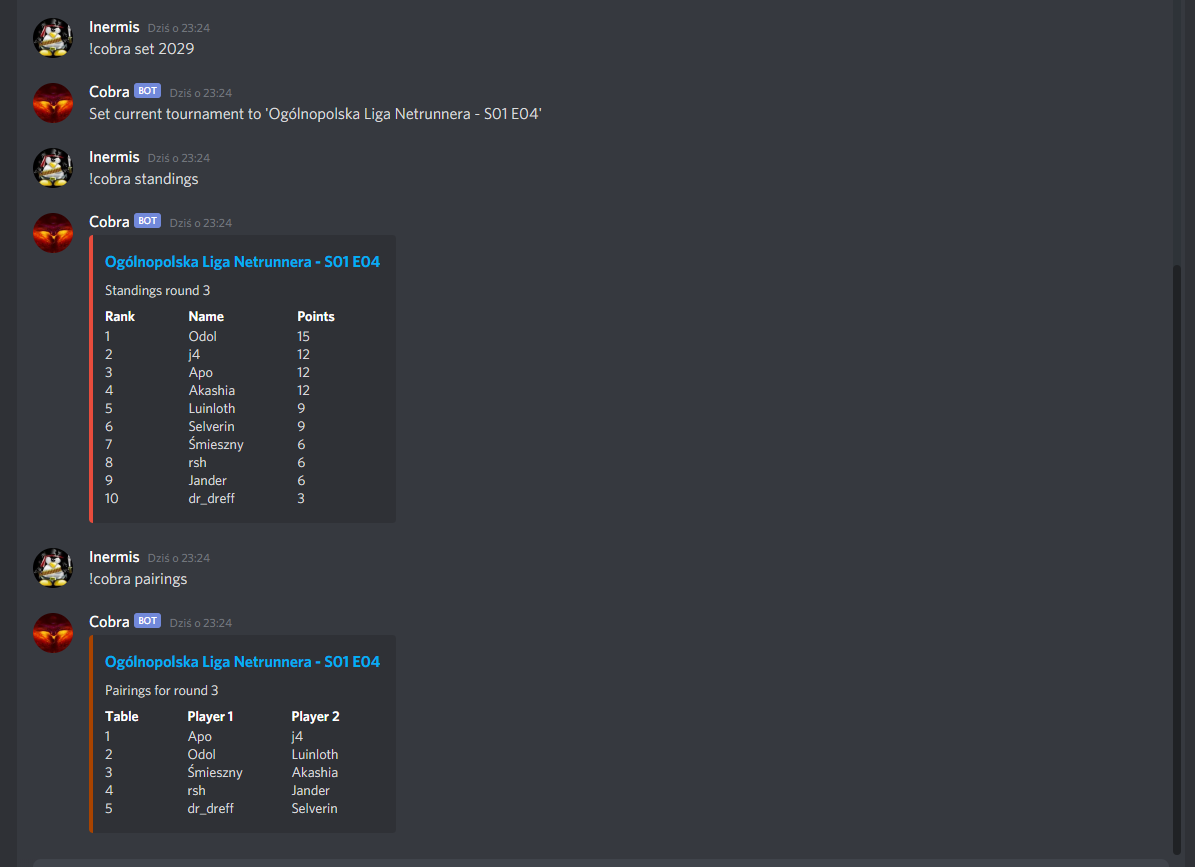 Inermis Dziś o 23:24
!cobra set 2029
Cobra BOT Dziś o 23:24
Set current tournament to 'Ogólnopolska Liga Netrunnera - S01 E04'
Inermis Dziś o 23:24
!cobra standings
Cobra BOT Dziś o 23:24
Ogólnopolska Liga Netrunnera - S01 E04
Standings round 3
Rank Name Points
1 Odol 15
2 j4 12
3 Apo 12
4 Akashia 12
5 Luinloth 9
6 Selverin 9
7 Śmieszny 6
8 rsh 6
9 Jander 6
10 dr_dreff 3
Inermis Dziś o 23:24
!cobra pairings
Cobra BOT Dziś o 23:24
Ogólnopolska Liga Netrunnera - S01 E04
Pairings for round 3
Table Player 1 Player 2
1 Apo j4
2 Odol Luinloth
3 Śmieszny Akashia
4 rsh Jander
5 dr_dreff Selverin